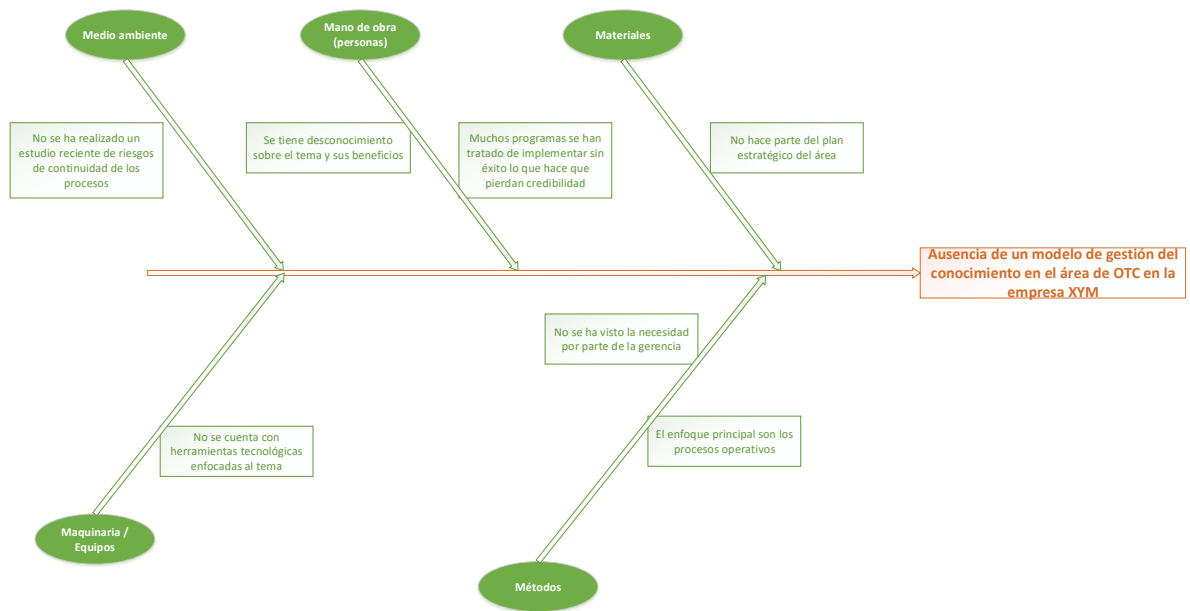 Medio ambiente
Mano de obra
(personas)
Materiales
No se ha realizado un
estudio reciente de riesgos
de continuidad de los
procesos
Se tiene desconocimiento
sobre el tema y sus beneficios
Muchos programas se han
tratado de implementar sin
éxito lo que hace que
pierdan credibilidad
No hace parte del plan
estratégico del área
Ausencia de un modelo de gestión del
conocimiento en el área de OTC en la
empresa XYM
No se ha visto la necesidad
por parte de la gerencia
No se cuenta con
herramientas tecnológicas
enfocadas al tema
El enfoque principal son los
procesos operativos
Maquinaria /
Equipos
Métodos